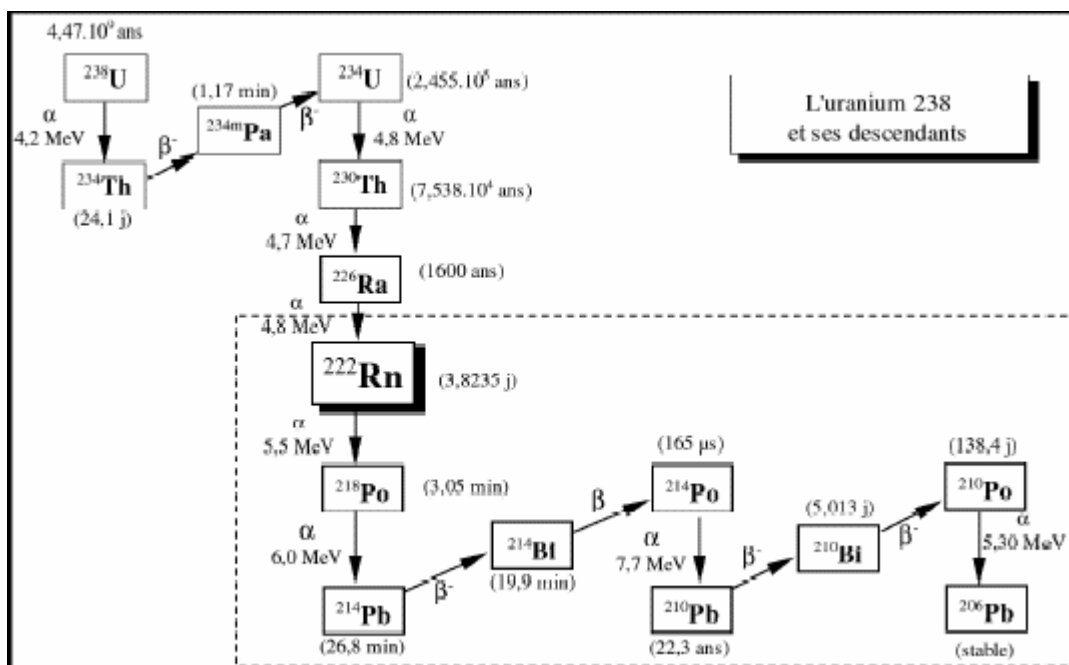 4,47.10⁹ ans
²³⁸U
α
4,2 MeV
²³⁴Th
(24,1 j)
β⁻
(1,17 min)
²³⁴ᵐPa
β⁻
²³⁴U
(2,455.10⁵ ans)
α
4,8 MeV
²³⁰Th
(7,538.10⁴ ans)
α
4,7 MeV
²²⁶Ra
(1600 ans)
α
4,8 MeV
²²²Rn
(3,8235 j)
α
5,5 MeV
²¹⁸Po
(3,05 min)
α
6,0 MeV
²¹⁴Pb
(26,8 min)
β⁻
²¹⁴Bi
(19,9 min)
β
(165 µs)
²¹⁴Po
α
7,7 MeV
²¹⁰Pb
(22,3 ans)
β⁻
(5,013 j)
²¹⁰Bi
β⁻
(138,4 j)
²¹⁰Po
α
5,30 MeV
²⁰⁶Pb
(stable)
L'uranium 238
et ses descendants